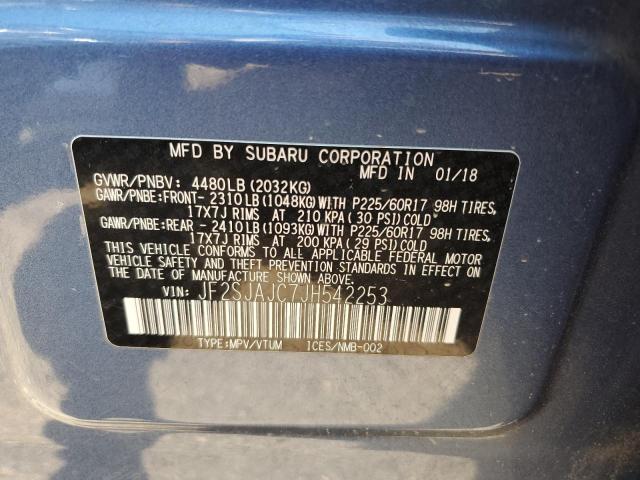 MFD BY SUBARU CORPORATION
MFD IN 01/18
GVWR/PNBV: 4480LB(2032KG)
GAWR/PNBE:FRONT- 2310LB(1048KG)WITH P225/60R17 98H TIRES,
17X7J RIMS AT 210 KPA(30 PSI)COLD
GAWR/PNBE:REAR - 2410LB(1093KG)WITH P225/60R17 98H TIRES,
17X7J RIMS AT 200 KPA(29 PSI)COLD
THIS VEHICLE CONFORMS TO ALL APPLICABLE FEDERAL MOTOR
VEHICLE SAFETY, BUMPER AND THEFT PREVENTION STANDARDS IN EFFECT
ON THE DATE OF MANUFACTURE SHOWN ABOVE.
VIN: JF2SJAJC7JH542253
TYPE:MPV/VTUM ICES/NMB-002